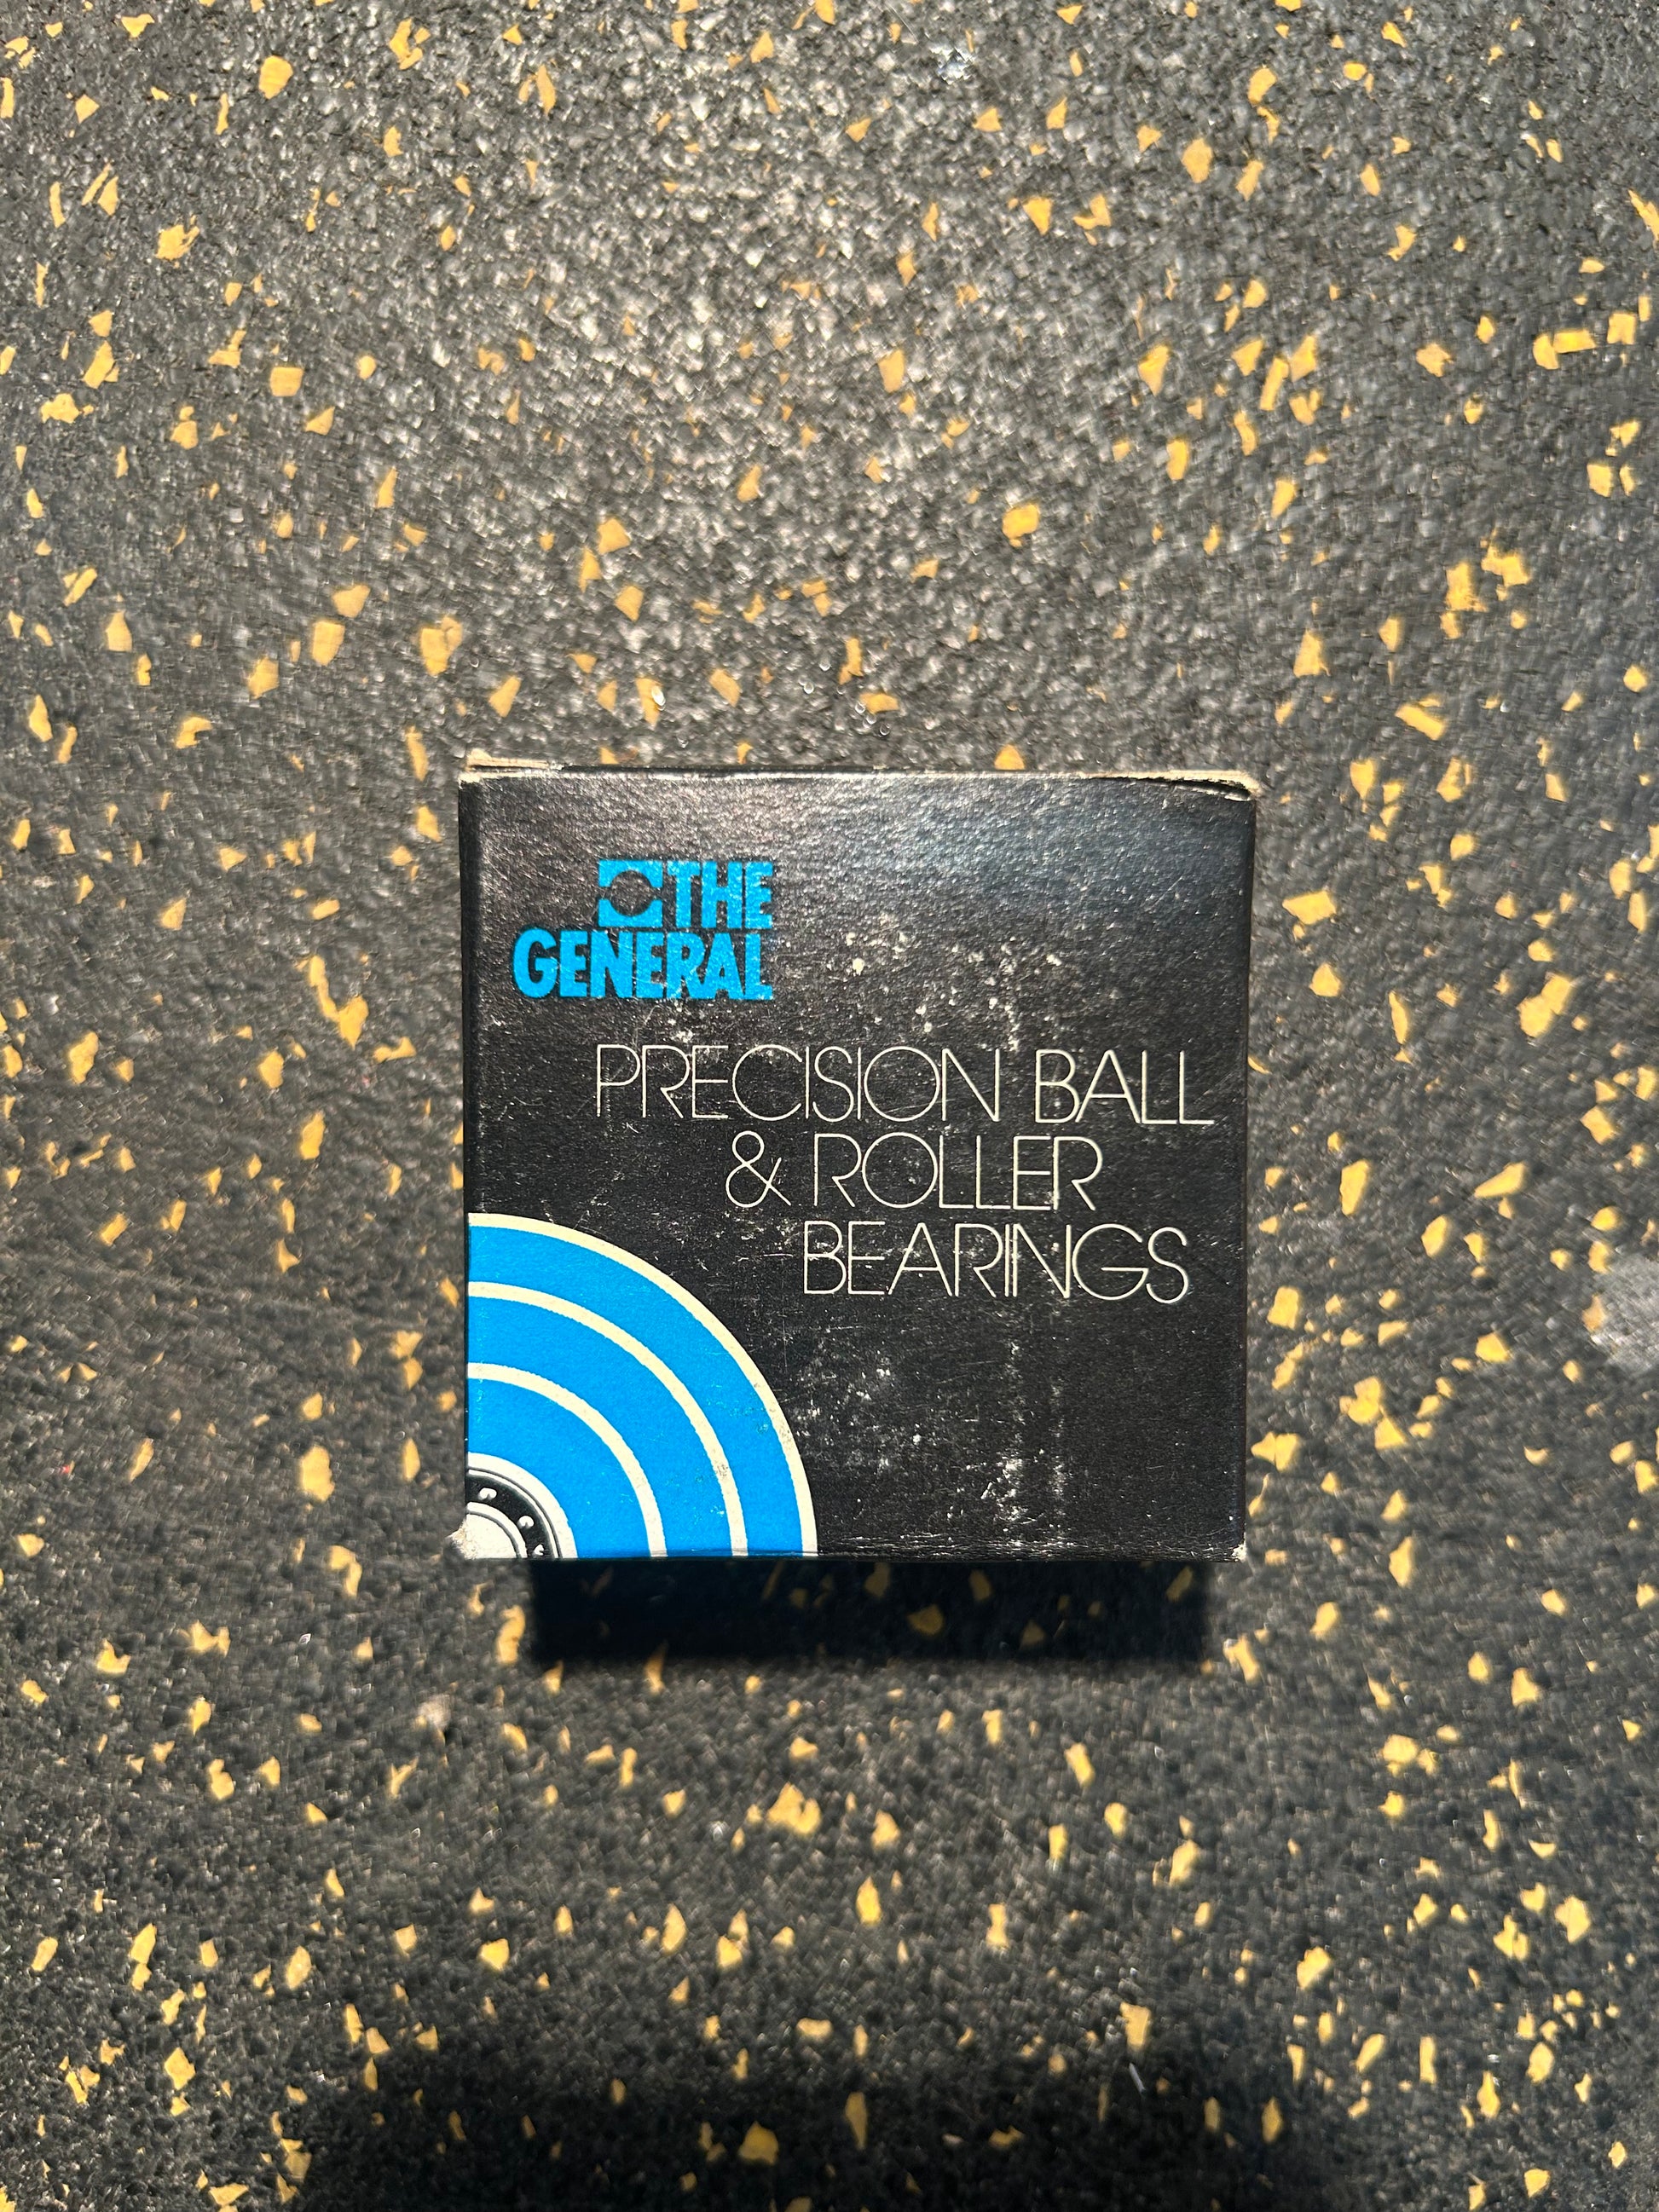 THE
GENERAL
PRECISION BALL
& ROLLER
BEARINGS